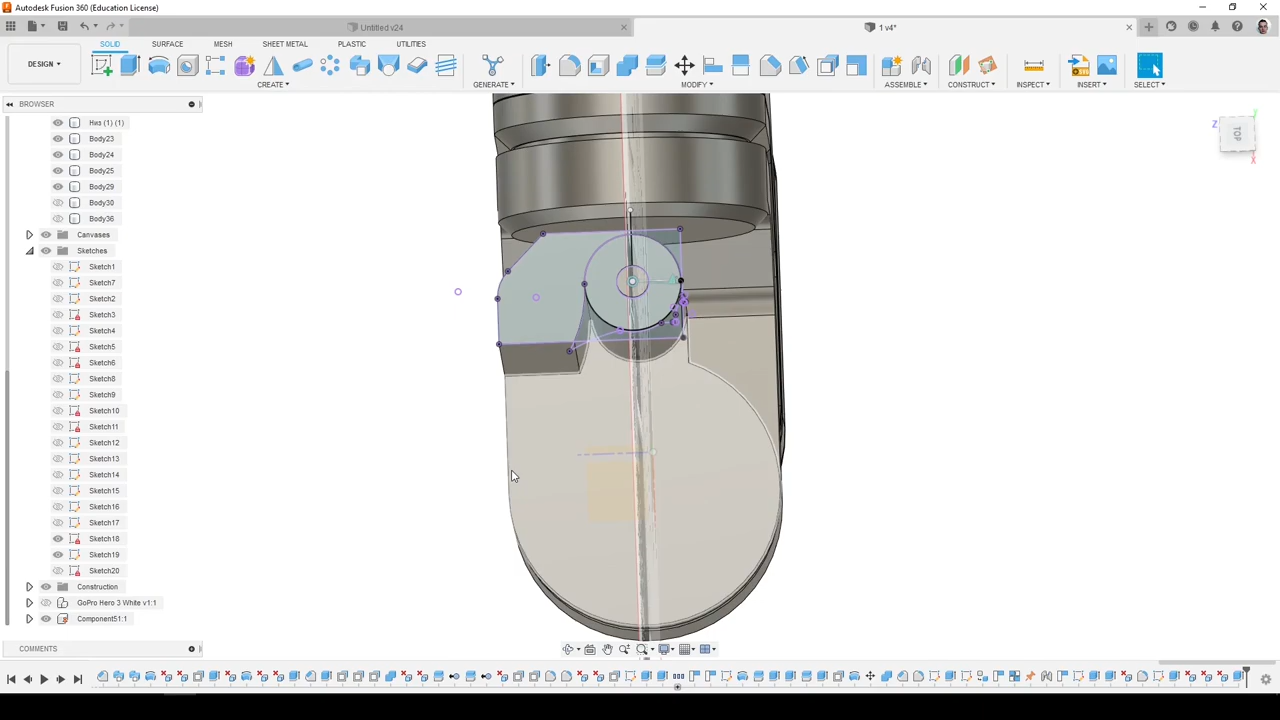 Autodesk Fusion 360 (Education License)
Untitled v24
1 v4*
SOLID SURFACE MESH SHEET METAL PLASTIC UTILITIES
DESIGN
CREATE GENERATE MODIFY ASSEMBLE CONSTRUCT INSPECT INSERT SELECT
BROWSER
Низ (1) (1)
Body23
Body24
Body25
Body29
Body30
Body36
Canvases
Sketches
Sketch1
Sketch7
Sketch2
Sketch3
Sketch4
Sketch5
Sketch6
Sketch8
Sketch9
Sketch10
Sketch11
Sketch12
Sketch13
Sketch14
Sketch15
Sketch16
Sketch17
Sketch18
Sketch19
Sketch20
Construction
GoPro Hero 3 White v1:1
Component51:1
COMMENTS
TOP
Z
Y
X